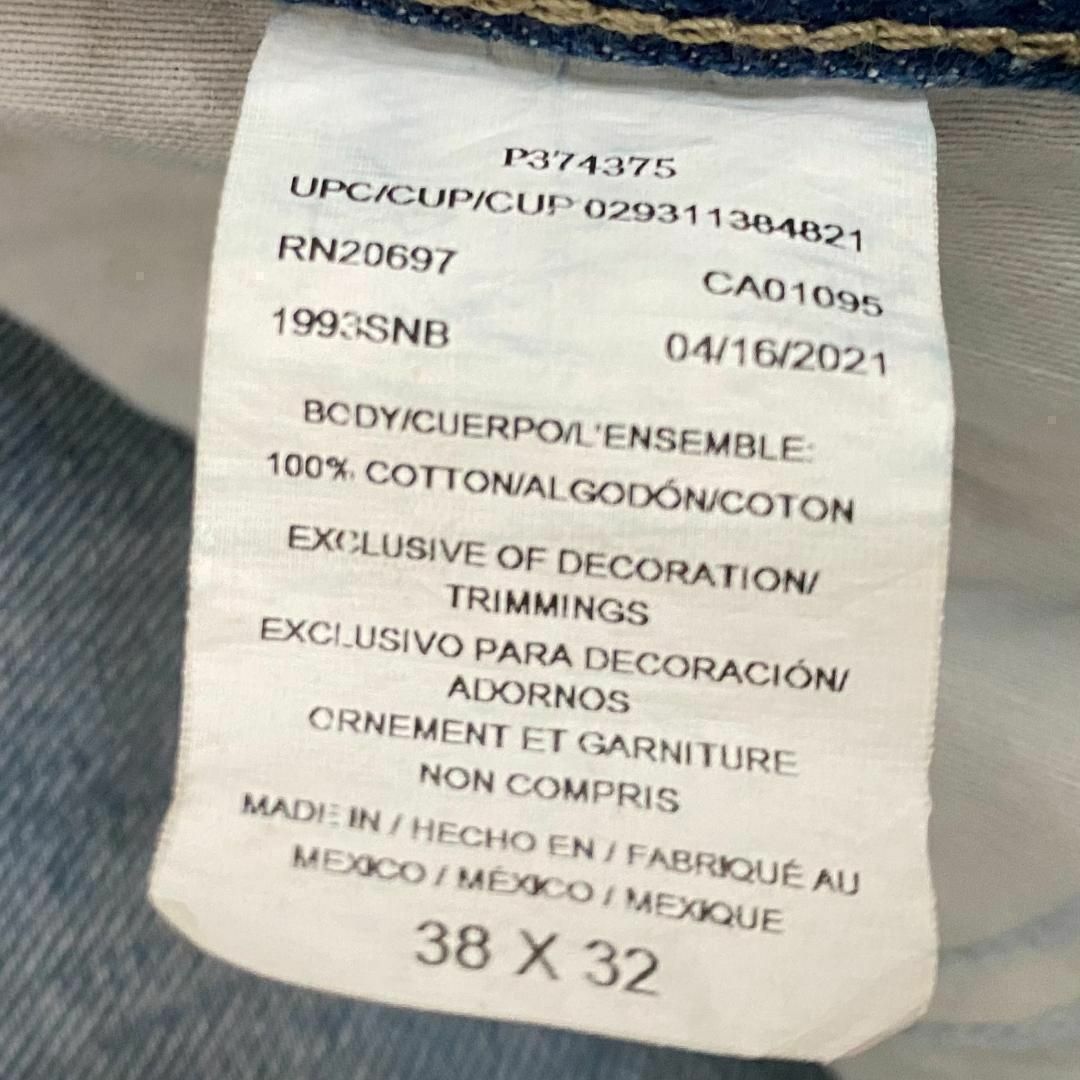 P374375
UPC/CUP/CUP 029311384821
RN20697 CA01095
1993SNB 04/16/2021
BODY/CUERPO/L'ENSEMBLE:
100% COTTON/ALGODÓN/COTON
EXCLUSIVE OF DECORATION/
TRIMMINGS
EXCLUSIVO PARA DECORACIÓN/
ADORNOS
ORNEMENT ET GARNITURE
NON COMPRIS
MADE IN / HECHO EN / FABRIQUÉ AU
MEXICO / MÉXICO / MEXIQUE
38 X 32